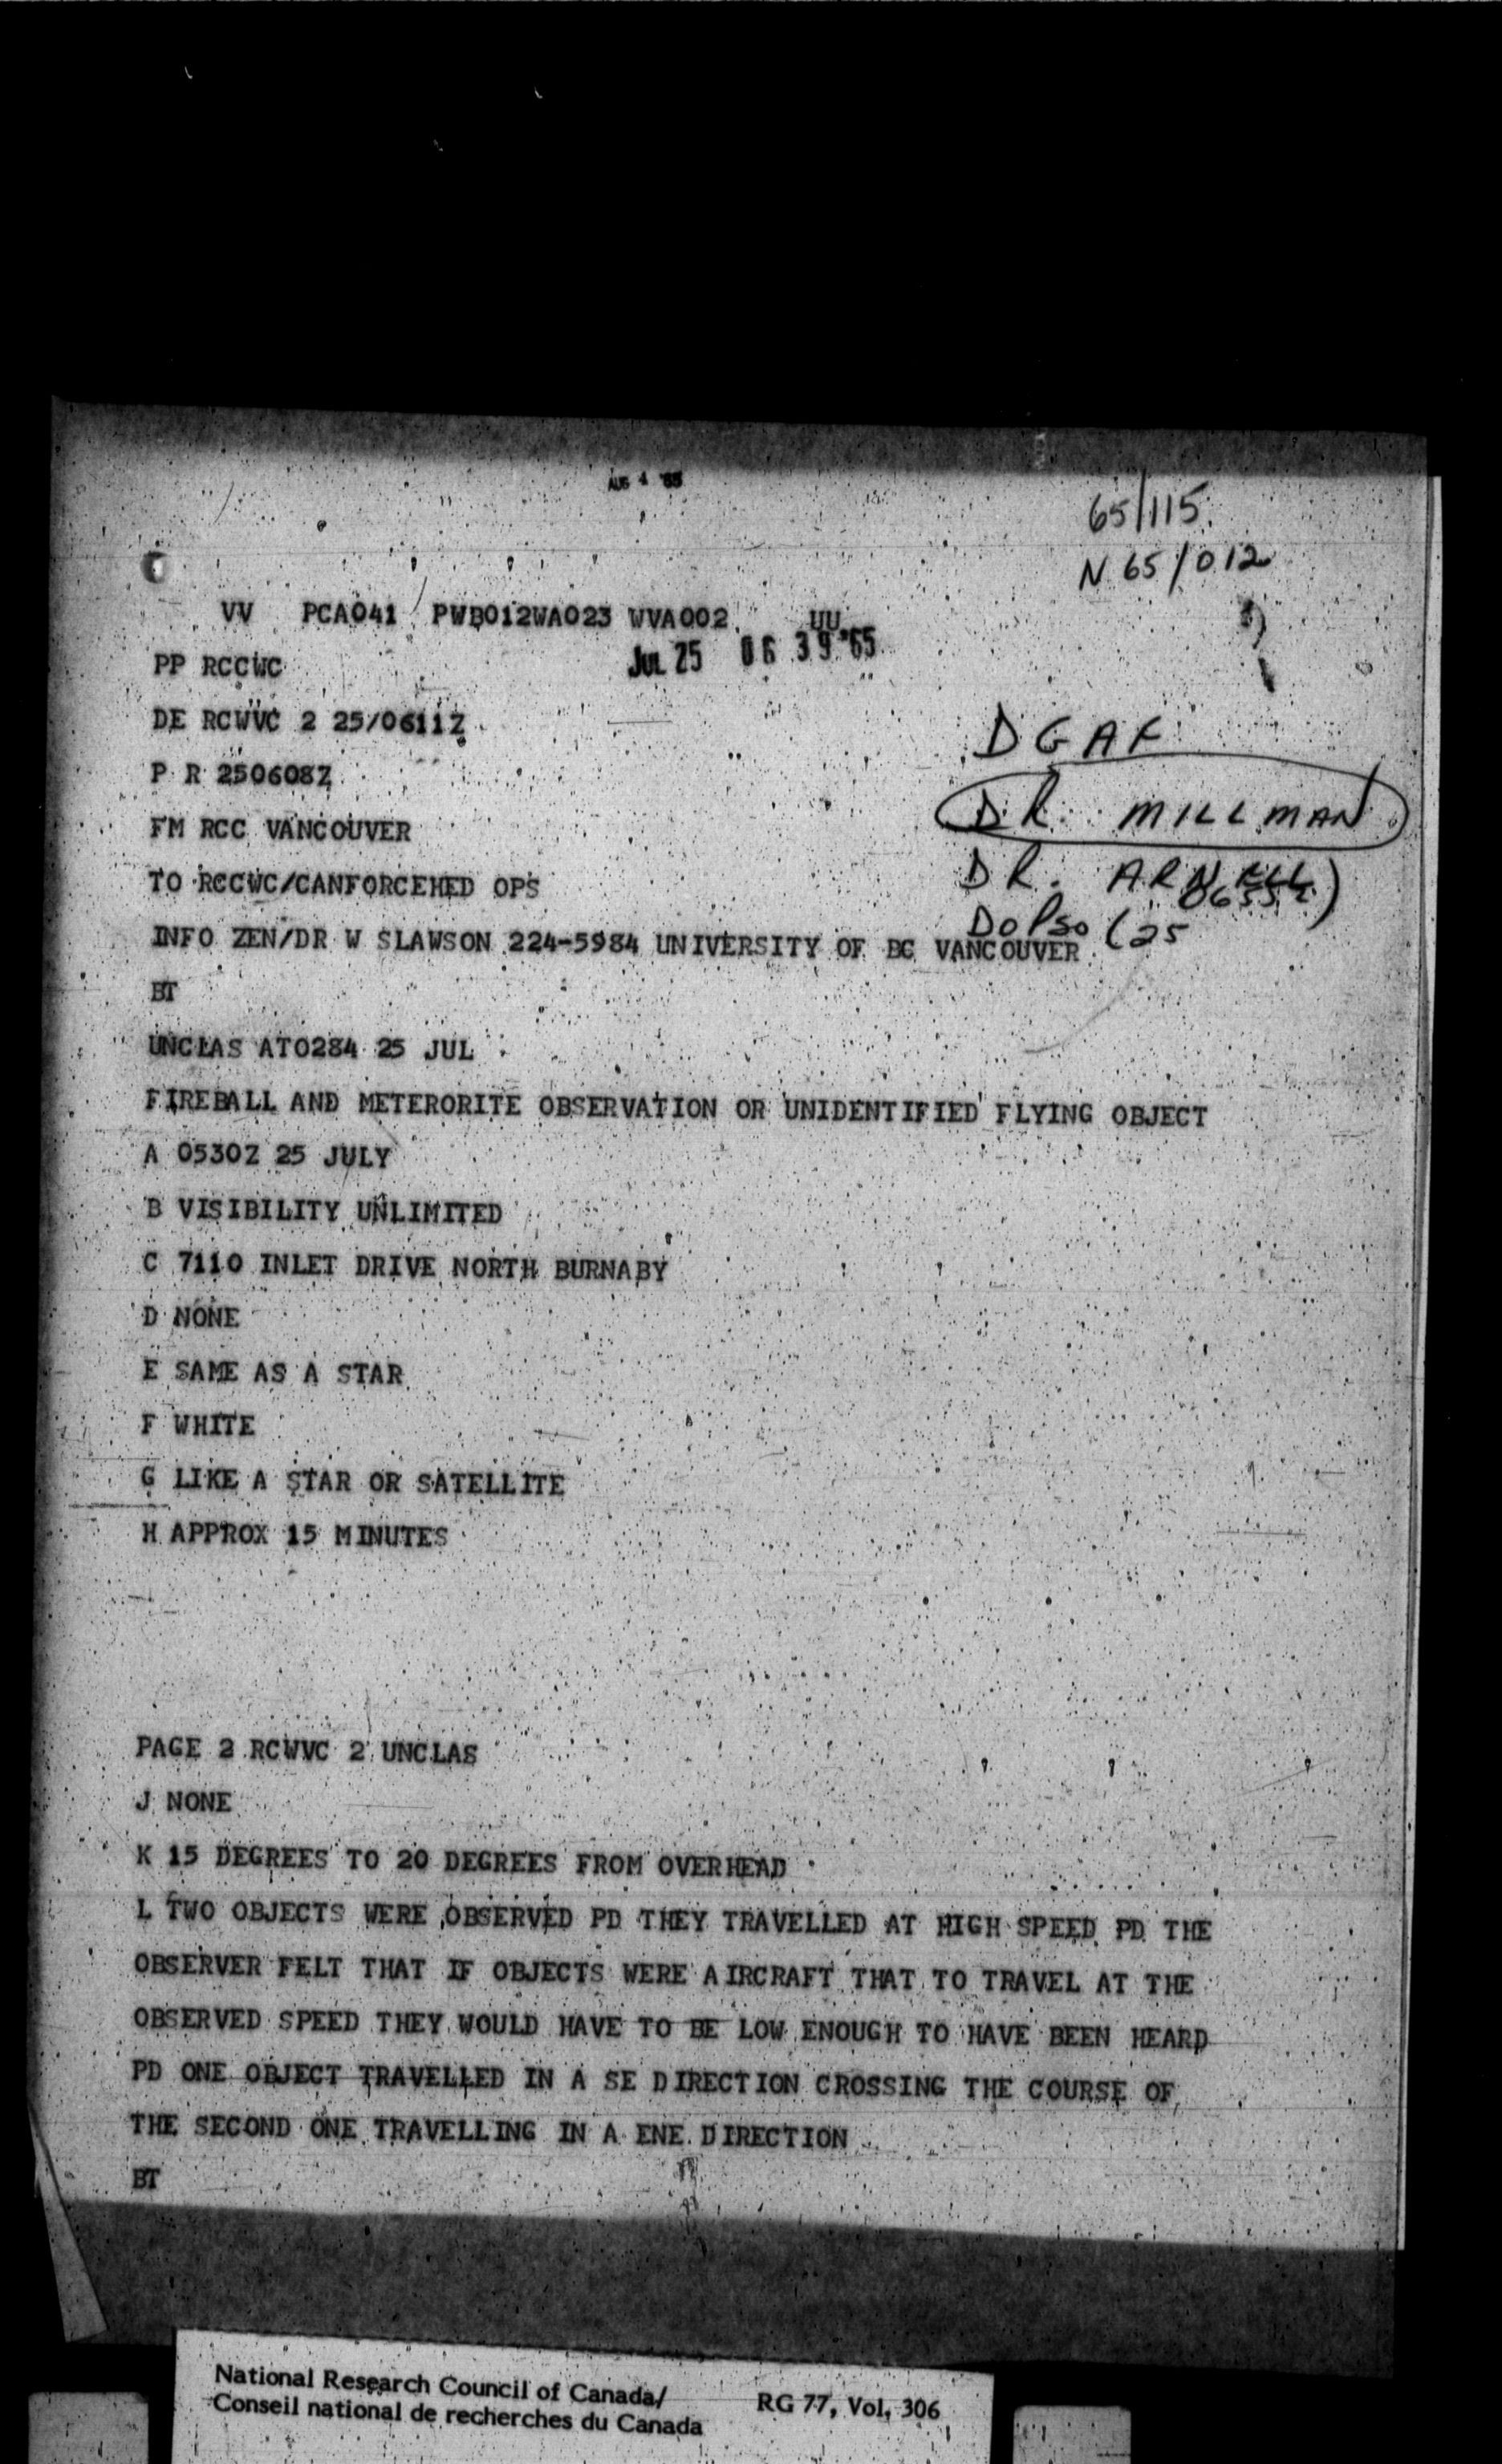 AUG 4 '65
65/115
N 65/012
VV PCA041 PWB012WA023 WVA002 UU
JUL 25 06 39 '65
PP RCCWC
DE RCWVC 2 25/0611Z
P R 250608Z
FM RCC VANCOUVER
TO RCCWC/CANFORCEHED OPS
INFO ZEN/DR W SLAWSON 224-5984 UNIVERSITY OF BC VANCOUVER
DGAF
DR. MILLMAN
DR. ARNELL
DOPSO (25 0655Z)
BT
UNCLAS AT0284 25 JUL
FIREBALL AND METERORITE OBSERVATION OR UNIDENTIFIED FLYING OBJECT
A 0530Z 25 JULY
B VISIBILITY UNLIMITED
C 7110 INLET DRIVE NORTH BURNABY
D NONE
E SAME AS A STAR
F WHITE
G LIKE A STAR OR SATELLITE
H APPROX 15 MINUTES
PAGE 2 RCWVC 2 UNCLAS
J NONE
K 15 DEGREES TO 20 DEGREES FROM OVERHEAD
L TWO OBJECTS WERE OBSERVED PD THEY TRAVELLED AT HIGH SPEED PD THE
OBSERVER FELT THAT IF OBJECTS WERE AIRCRAFT THAT TO TRAVEL AT THE
OBSERVED SPEED THEY WOULD HAVE TO BE LOW ENOUGH TO HAVE BEEN HEARD
PD ONE OBJECT TRAVELLED IN A SE DIRECTION CROSSING THE COURSE OF
THE SECOND ONE TRAVELLING IN A ENE DIRECTION
BT
National Research Council of Canada/
Conseil national de recherches du Canada
RG 77, Vol, 306